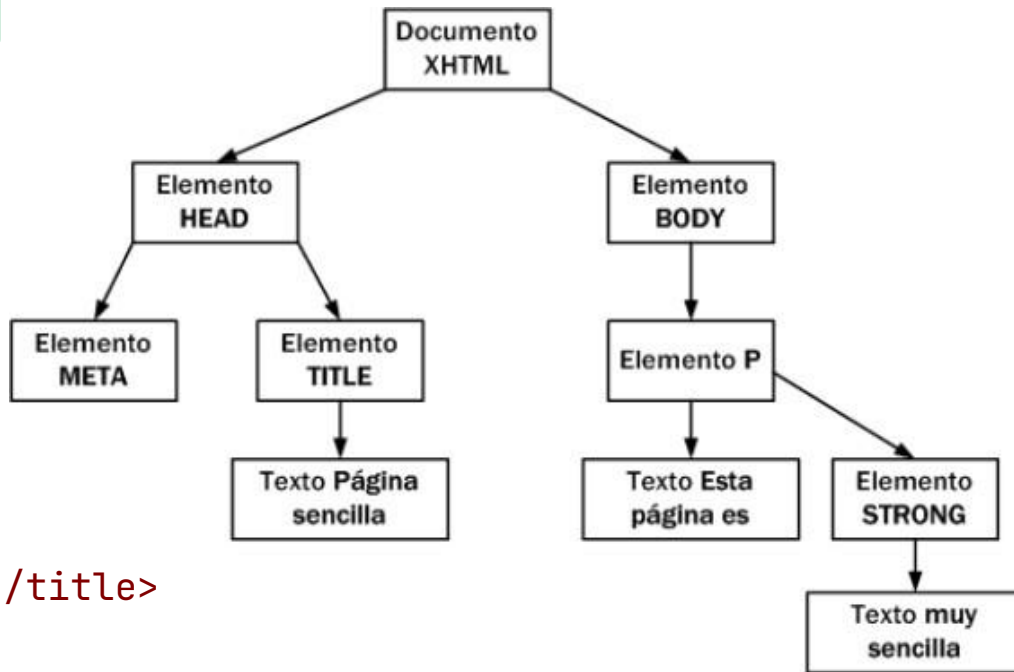 Documento
XHTML
Elemento
HEAD
Elemento
BODY
Elemento
META
Elemento
TITLE
Elemento P
Texto Página
sencilla
Texto Esta
página es
Elemento
STRONG
/title>
Texto muy
sencilla